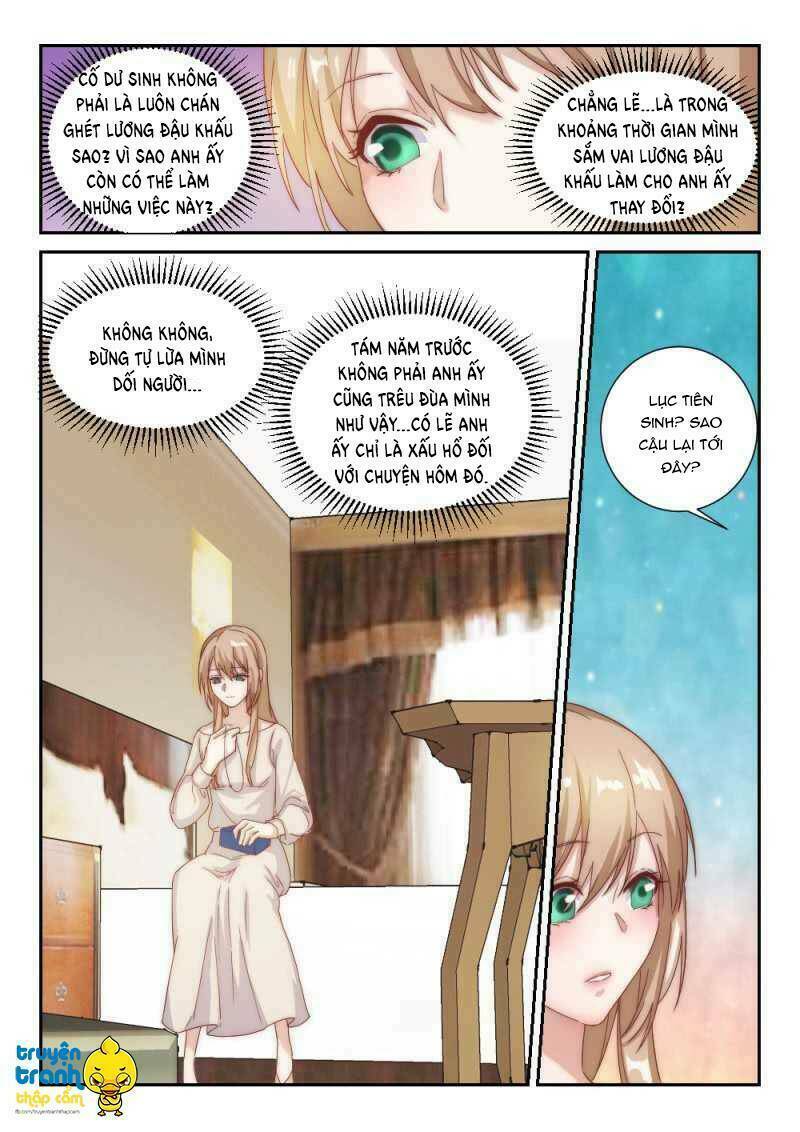 CỐ DƯ SINH KHÔNG
PHẢI LÀ LUÔN CHÁN
GHÉT LƯƠNG ĐẬU KHẤU
SAO? VÌ SAO ANH ẤY
CÒN CÓ THỂ LÀM
NHỮNG VIỆC NÀY?
CHẲNG LẼ...LÀ TRONG
KHOẢNG THỜI GIAN MÌNH
SẮM VAI LƯƠNG ĐẬU
KHẤU LÀM CHO ANH ẤY
THAY ĐỔI?
KHÔNG KHÔNG,
ĐỪNG TỰ LỪA MÌNH
DỐI NGƯỜI...
TÁM NĂM TRƯỚC
KHÔNG PHẢI ANH ẤY
CŨNG TRÊU ĐÙA MÌNH
NHƯ VẬY...CÓ LẼ ANH
ẤY CHỈ LÀ XẤU HỔ ĐỐI
VỚI CHUYỆN HÔM ĐÓ.
LỤC TIÊN
SINH? SAO
CẬU LẠI TỚI
ĐÂY?
truyện
tranh
thập cẩm
fb.com/truyentranhthapcam